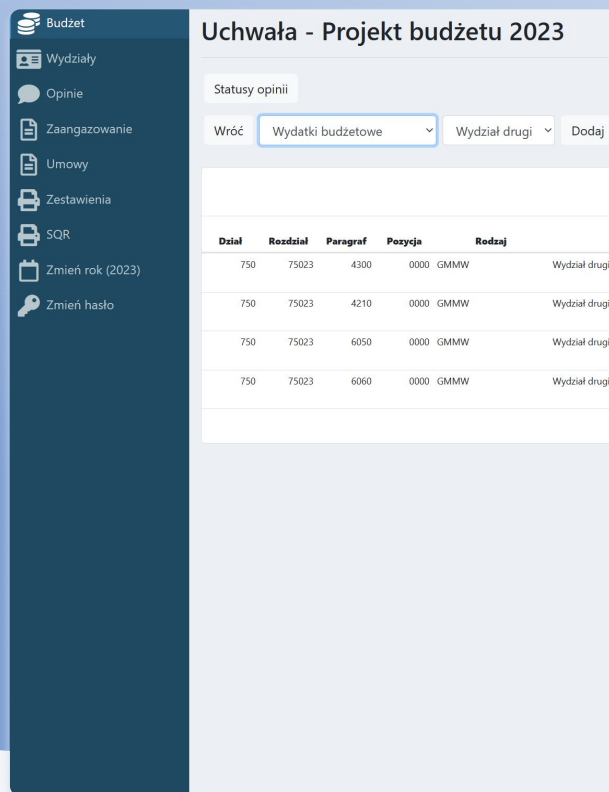 Budżet
Wydziały
Opinie
Zaangazowanie
Umowy
Zestawienia
SQR
Zmień rok (2023)
Zmień hasło
Uchwała - Projekt budżetu 2023
Statusy opinii
Wróć Wydatki budżetowe Wydział drugi Dodaj
Dział Rozdział Paragraf Pozycja Rodzaj
750 75023 4300 0000 GMMW Wydział drugi
750 75023 4210 0000 GMMW Wydział drugi
750 75023 6050 0000 GMMW Wydział drugi
750 75023 6060 0000 GMMW Wydział drugi